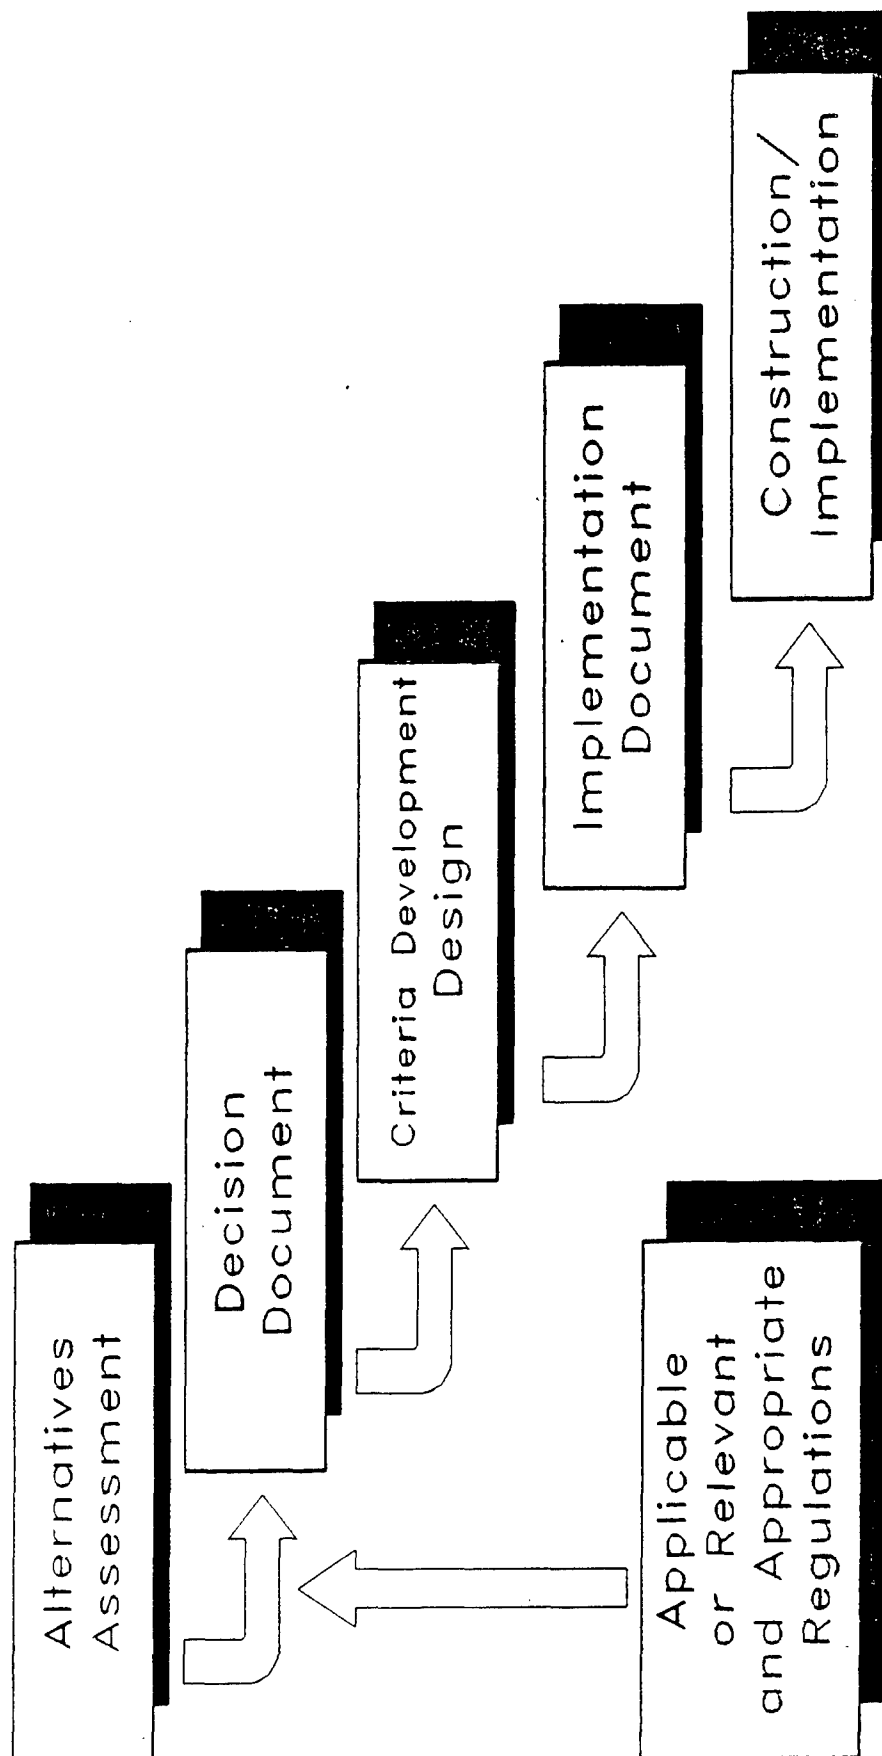 Alternatives
Assessment
Decision
Document
Criteria Development
Design
Implementation
Document
Construction/
Implementation
Applicable
or Relevant
and Appropriate
Regulations